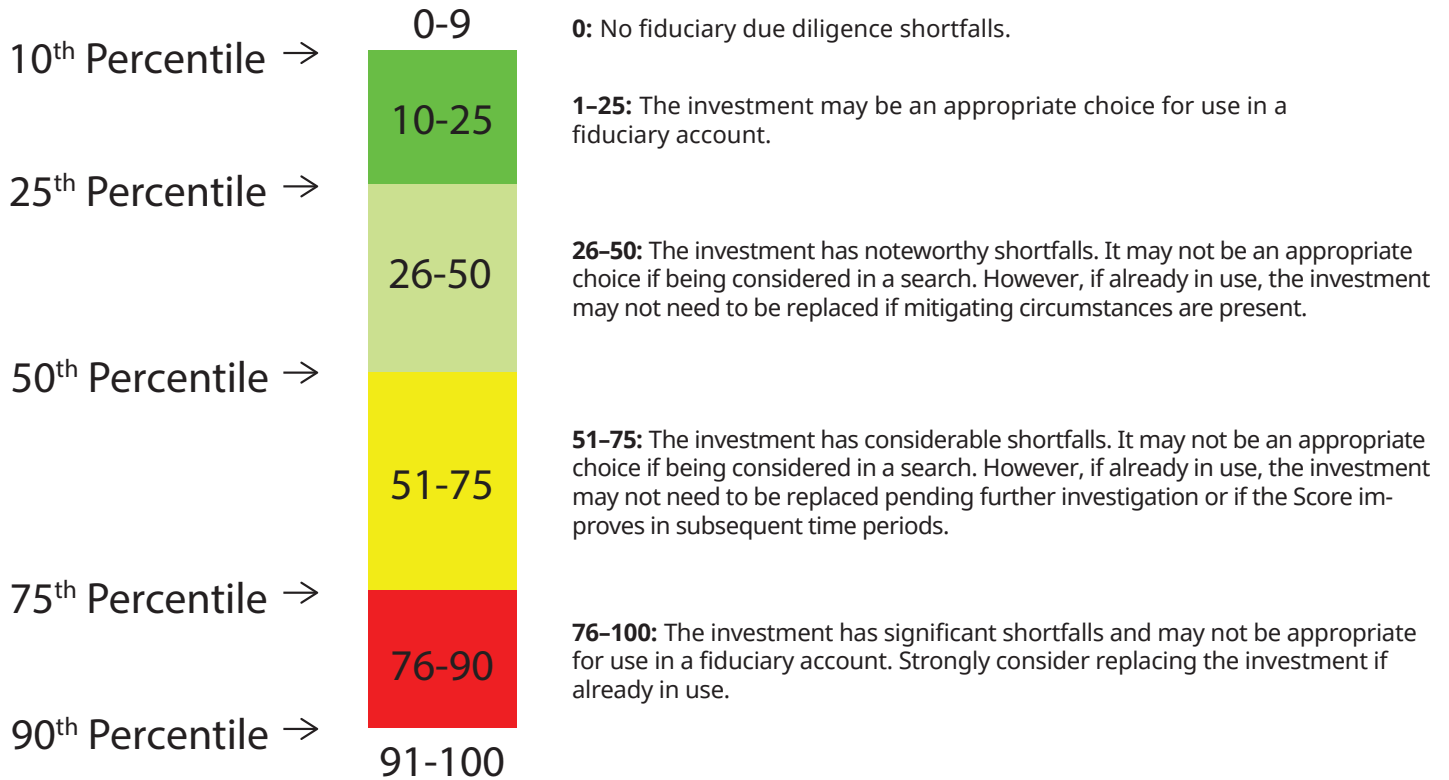 0-9
10th Percentile →
10-25
25th Percentile →
26-50
50th Percentile →
51-75
75th Percentile →
76-90
90th Percentile →
91-100
0: No fiduciary due diligence shortfalls.
1–25: The investment may be an appropriate choice for use in a
fiduciary account.
26–50: The investment has noteworthy shortfalls. It may not be an appropriate
choice if being considered in a search. However, if already in use, the investment
may not need to be replaced if mitigating circumstances are present.
51–75: The investment has considerable shortfalls. It may not be an appropriate
choice if being considered in a search. However, if already in use, the investment
may not need to be replaced pending further investigation or if the Score im-
proves in subsequent time periods.
76–100: The investment has significant shortfalls and may not be appropriate
for use in a fiduciary account. Strongly consider replacing the investment if
already in use.